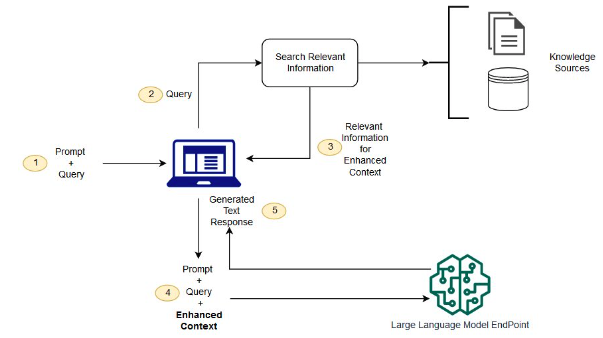 Search Relevant
Information
Knowledge
Sources
2
Query
1
Prompt
+
Query
3
Relevant
Information
for
Enhanced
Context
Generated
Text
Response
5
4
Prompt
+
Query
+
Enhanced
Context
Large Language Model EndPoint